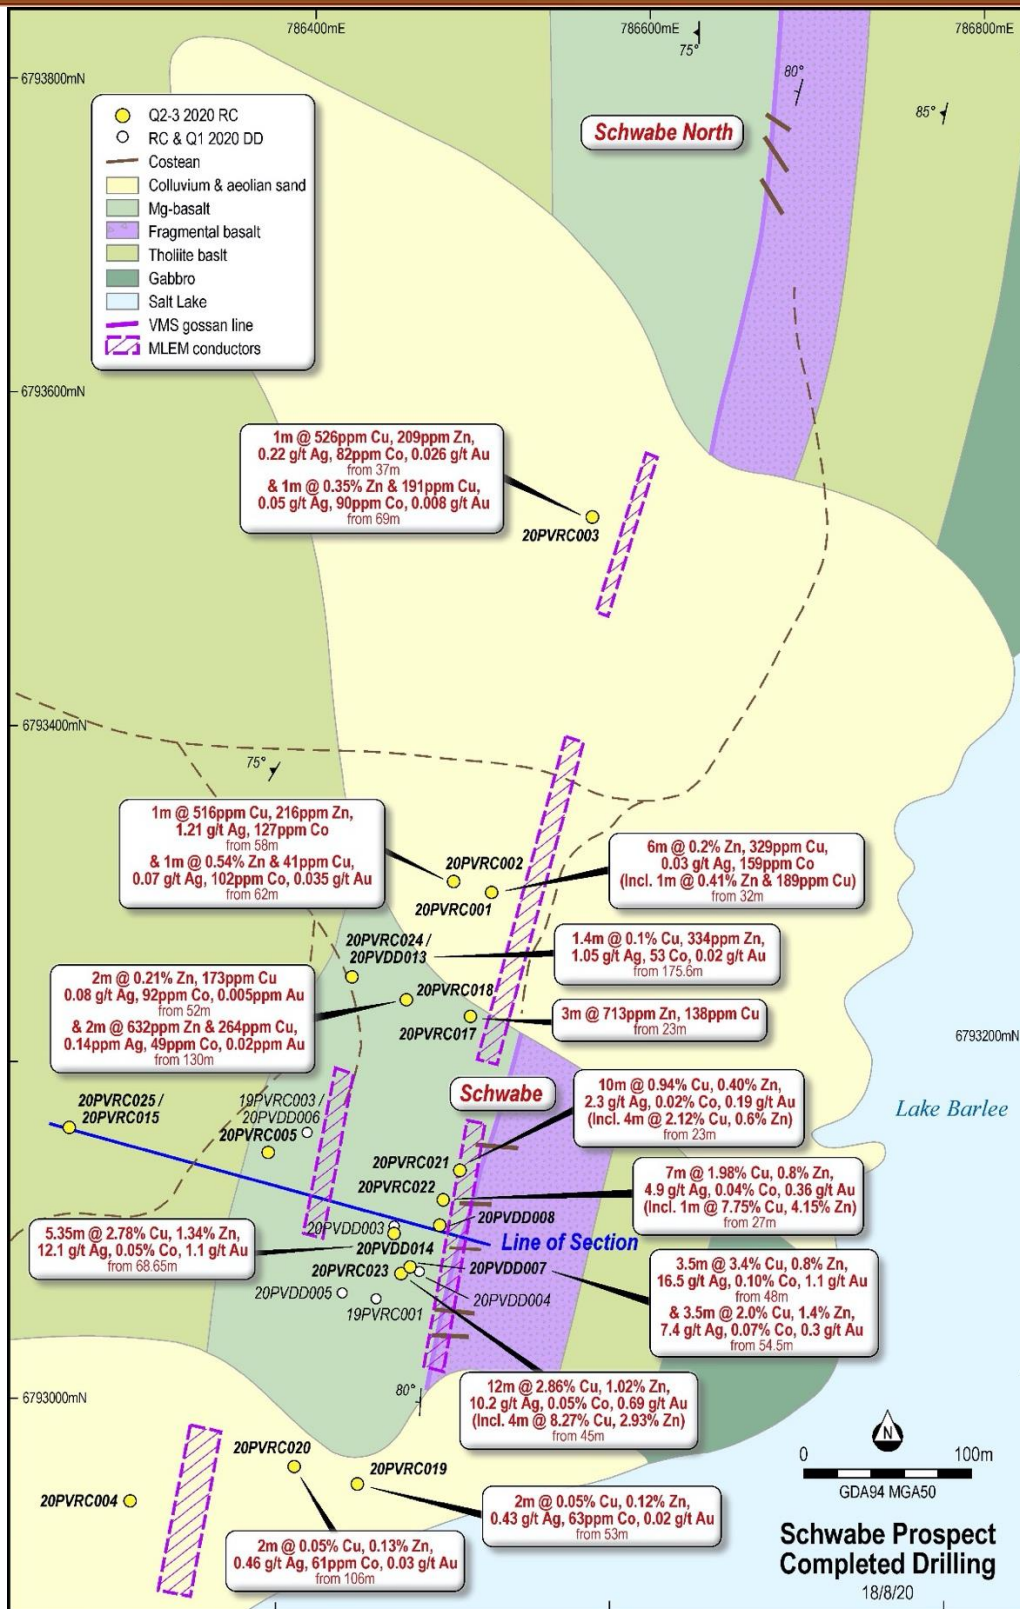 786400mE
786600mE
786800mE
75°
6793800mN
80°
85°
Q2-3 2020 RC
RC & Q1 2020 DD
Costean
Colluvium & aeolian sand
Mg-basalt
Fragmental basalt
Tholiite baslt
Gabbro
Salt Lake
VMS gossan line
MLEM conductors
Schwabe North
6793600mN
1m @ 526ppm Cu, 209ppm Zn,
0.22 g/t Ag, 82ppm Co, 0.026 g/t Au
from 37m
& 1m @ 0.35% Zn & 191ppm Cu,
0.05 g/t Ag, 90ppm Co, 0.008 g/t Au
from 69m
20PVRC003
6793400mN
75°
1m @ 516ppm Cu, 216ppm Zn,
1.21 g/t Ag, 127ppm Co
from 58m
& 1m @ 0.54% Zn & 41ppm Cu,
0.07 g/t Ag, 102ppm Co, 0.035 g/t Au
from 62m
20PVRC002
20PVRC001
6m @ 0.2% Zn, 329ppm Cu,
0.03 g/t Ag, 159ppm Co
(Incl. 1m @ 0.41% Zn & 189ppm Cu)
from 32m
20PVRC024 /
20PVDD013
1.4m @ 0.1% Cu, 334ppm Zn,
1.05 g/t Ag, 53 Co, 0.02 g/t Au
from 175.6m
2m @ 0.21% Zn, 173ppm Cu
0.08 g/t Ag, 92ppm Co, 0.005ppm Au
from 52m
& 2m @ 632ppm Zn & 264ppm Cu,
0.14ppm Ag, 49ppm Co, 0.02ppm Au
from 130m
20PVRC018
20PVRC017
3m @ 713ppm Zn, 138ppm Cu
from 23m
6793200mN
Schwabe
10m @ 0.94% Cu, 0.40% Zn,
2.3 g/t Ag, 0.02% Co, 0.19 g/t Au
(Incl. 4m @ 2.12% Cu, 0.6% Zn)
from 23m
Lake Barlee
20PVRC025 /
20PVRC015
19PVRC003 /
20PVDD006
20PVRC005
20PVRC021
20PVRC022
7m @ 1.98% Cu, 0.8% Zn,
4.9 g/t Ag, 0.04% Co, 0.36 g/t Au
(Incl. 1m @ 7.75% Cu, 4.15% Zn)
from 27m
20PVDD003
20PVDD008
Line of Section
5.35m @ 2.78% Cu, 1.34% Zn,
12.1 g/t Ag, 0.05% Co, 1.1 g/t Au
from 68.65m
20PVDD014
20PVRC023
20PVDD007
20PVDD004
20PVDD005
19PVRC001
3.5m @ 3.4% Cu, 0.8% Zn,
16.5 g/t Ag, 0.10% Co, 1.1 g/t Au
from 48m
& 3.5m @ 2.0% Cu, 1.4% Zn,
7.4 g/t Ag, 0.07% Co, 0.3 g/t Au
from 54.5m
6793000mN
80°
12m @ 2.86% Cu, 1.02% Zn,
10.2 g/t Ag, 0.05% Co, 0.69 g/t Au
(Incl. 4m @ 8.27% Cu, 2.93% Zn)
from 45m
20PVRC020
20PVRC019
20PVRC004
2m @ 0.05% Cu, 0.12% Zn,
0.43 g/t Ag, 63ppm Co, 0.02 g/t Au
from 53m
2m @ 0.05% Cu, 0.13% Zn,
0.46 g/t Ag, 61ppm Co, 0.03 g/t Au
from 106m
N
0 100m
GDA94 MGA50
Schwabe Prospect
Completed Drilling
18/8/20